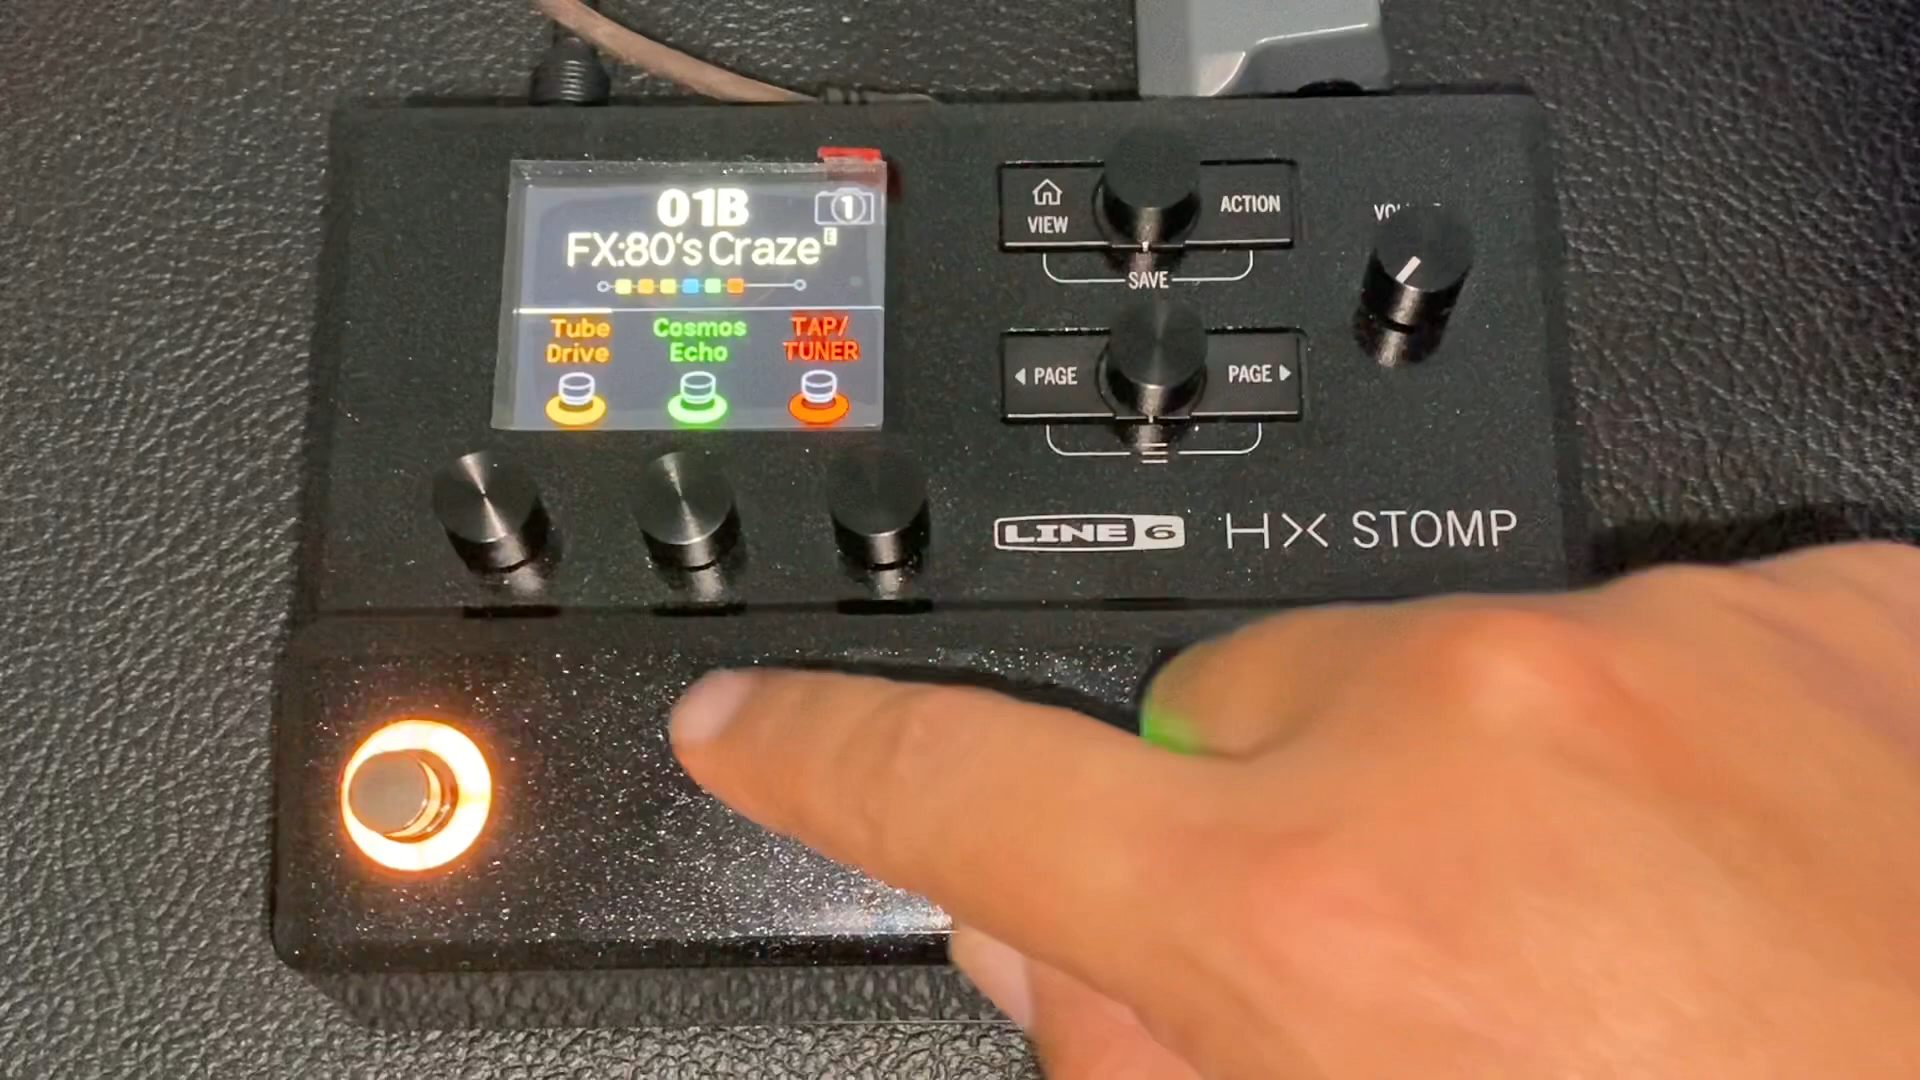 01B
1
FX:80's Craze E
Tube Drive
Cosmos Echo
TAP/ TUNER
VIEW
ACTION
SAVE
PAGE
PAGE
LINE 6
HX STOMP